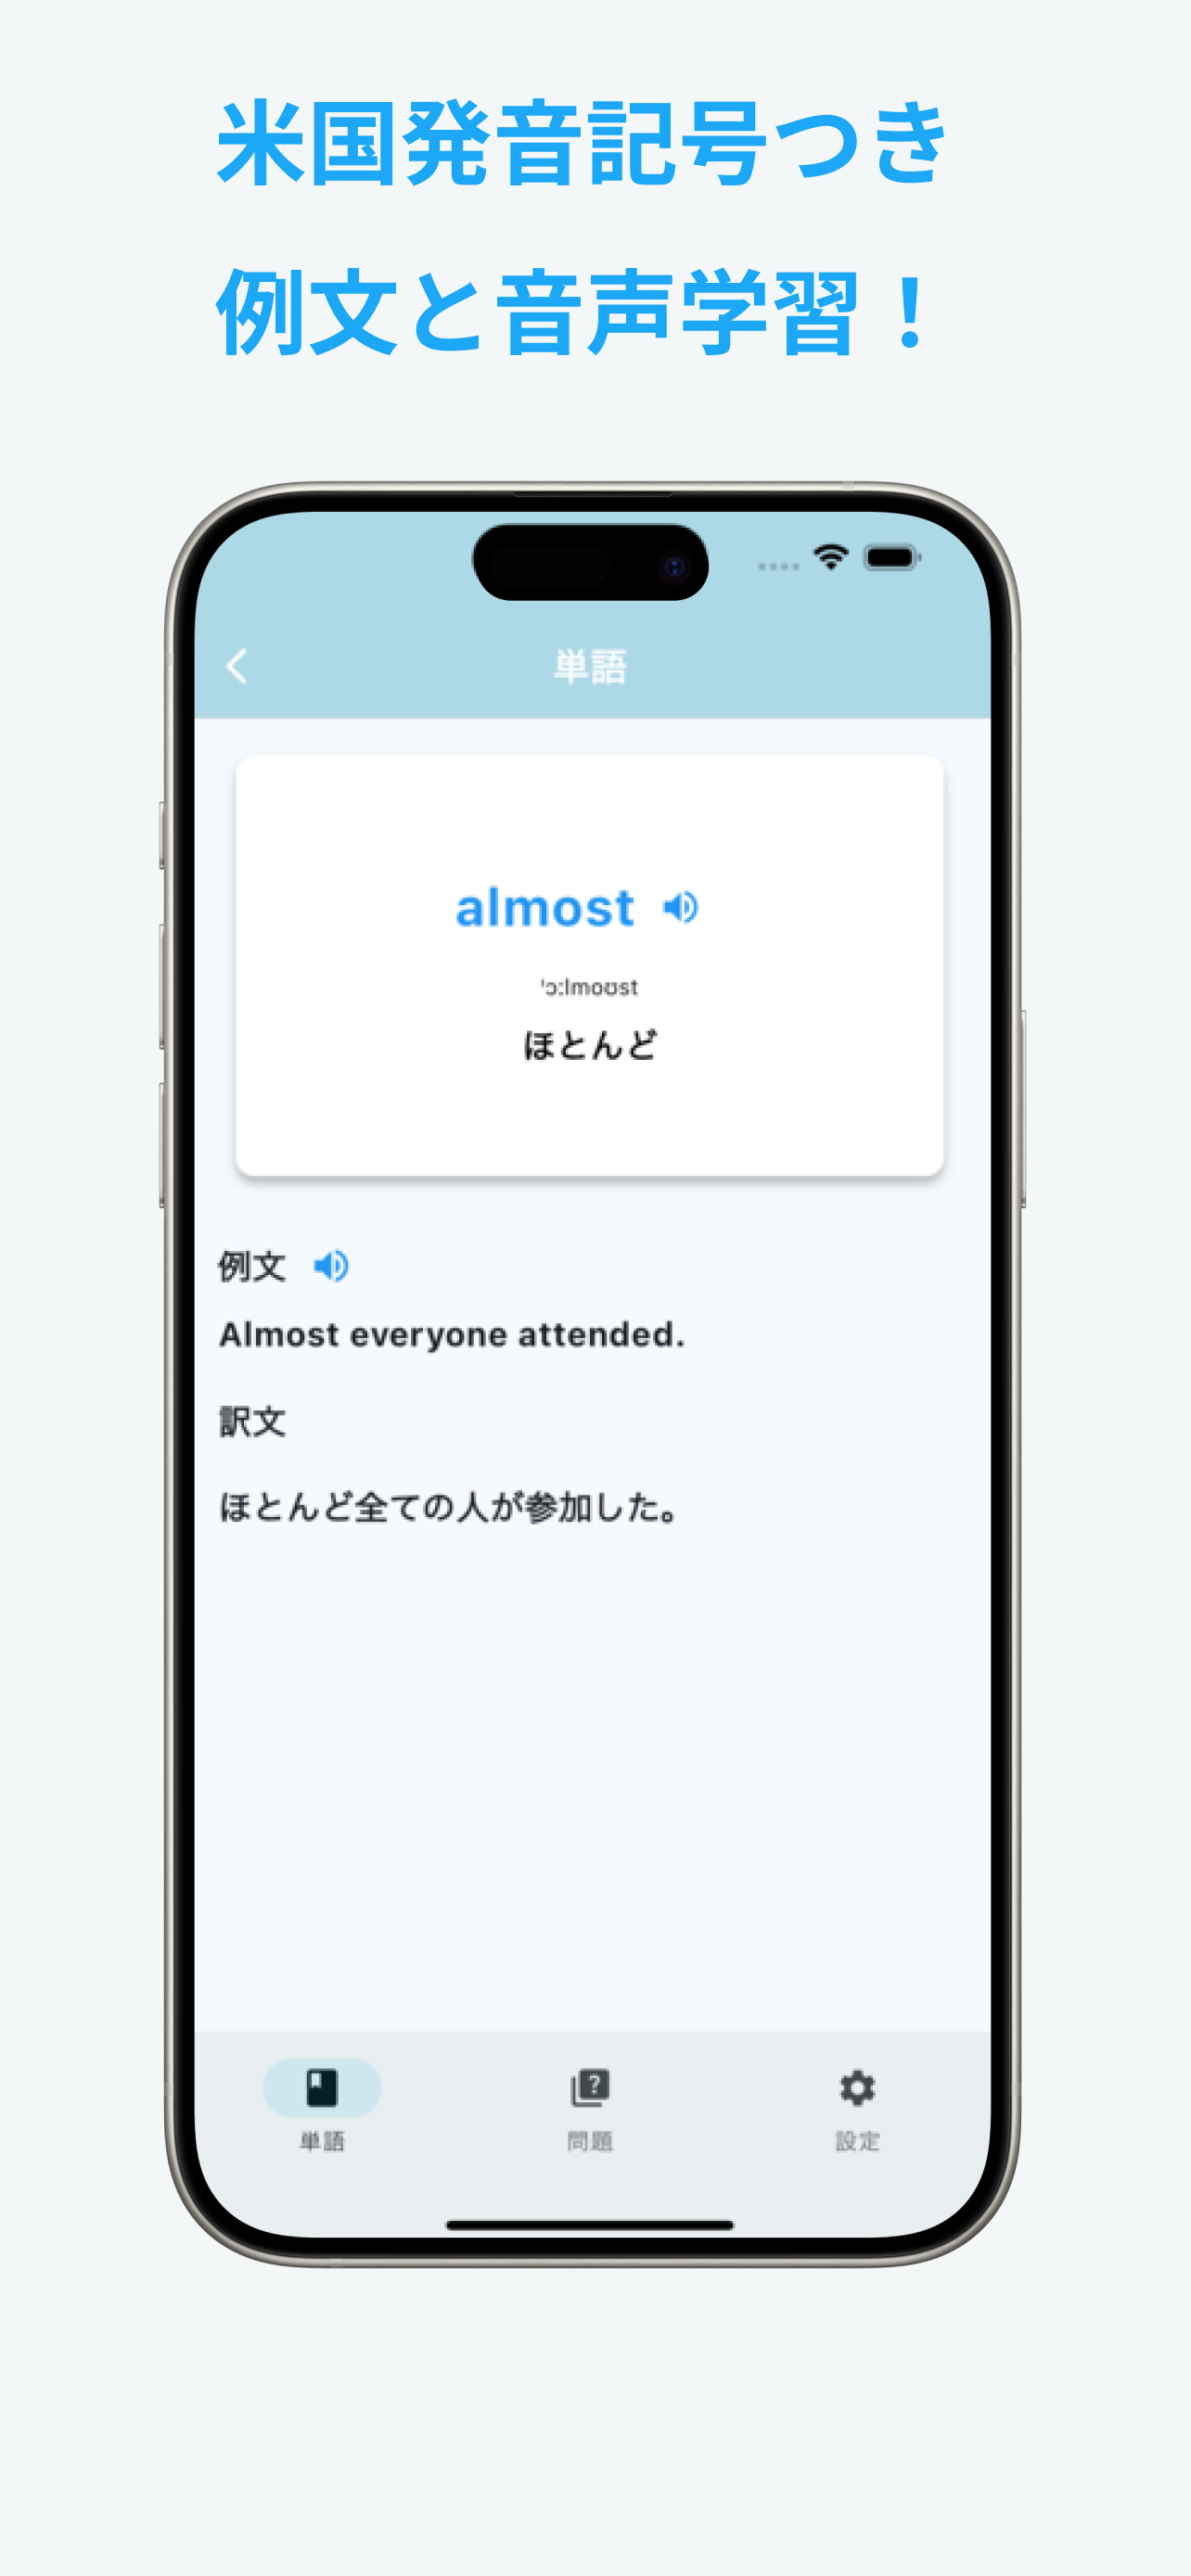 米国発音記号つき
例文と音声学習！
単語
almost
'ɔ:lmoʊst
ほとんど
例文
Almost everyone attended.
訳文
ほとんど全ての人が参加した。
単語
問題
設定